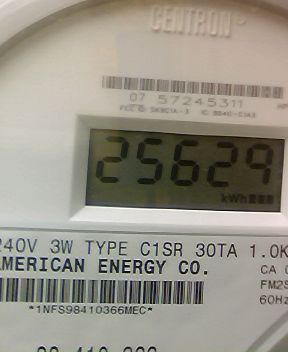 CENTRON
07 57245311
25629
kWh
240V 3W TYPE C1SR 30TA 1.0K
AMERICAN ENERGY CO.
CA 0
FM2S
60Hz
*1NFS98410366MEC*